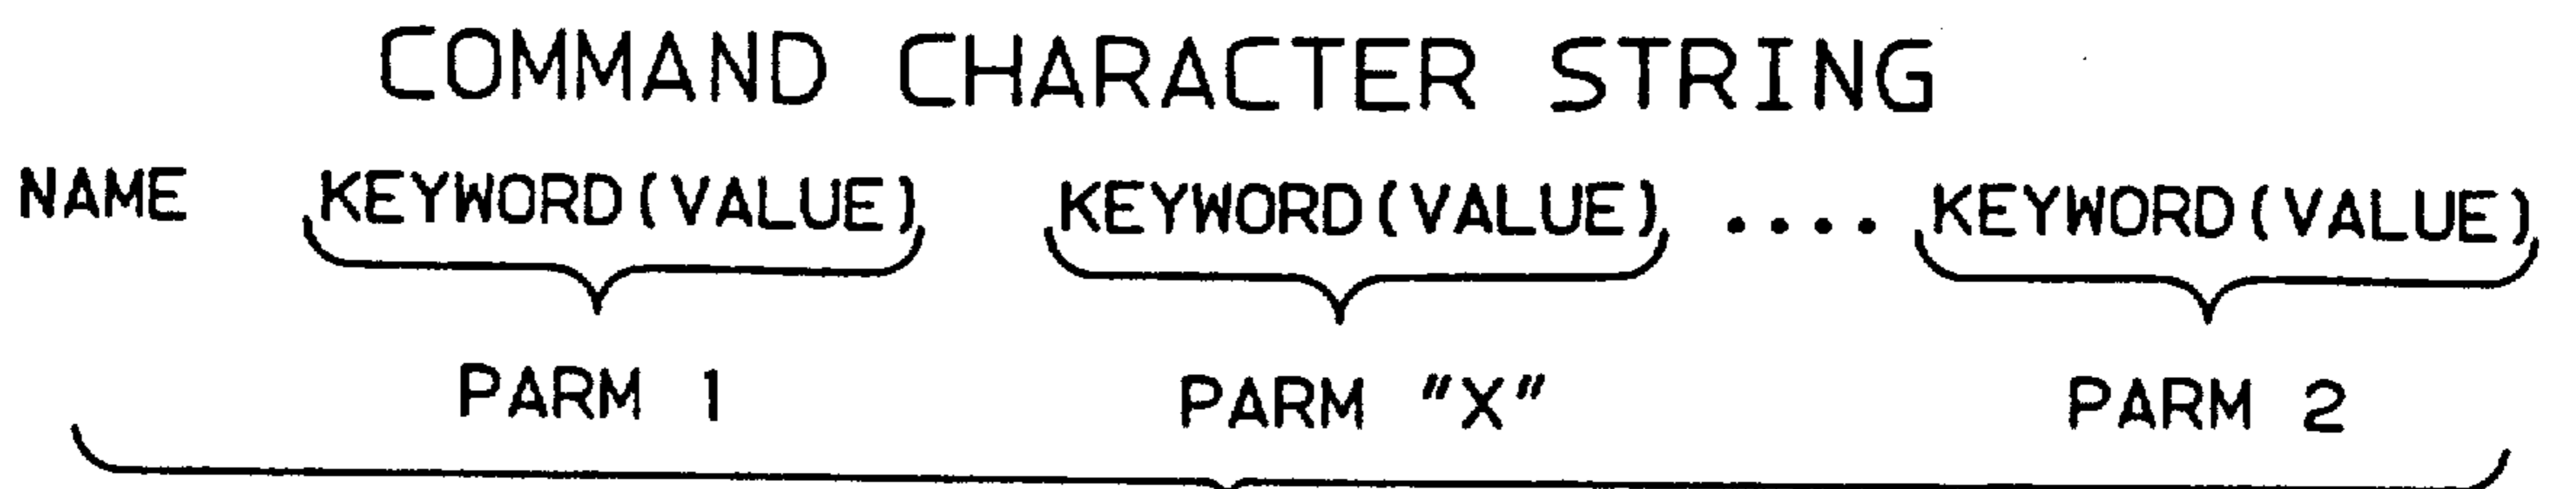 COMMAND CHARACTER STRING
NAME KEYWORD(VALUE) KEYWORD(VALUE) .... KEYWORD(VALUE)
PARM 1 PARM "X" PARM 2